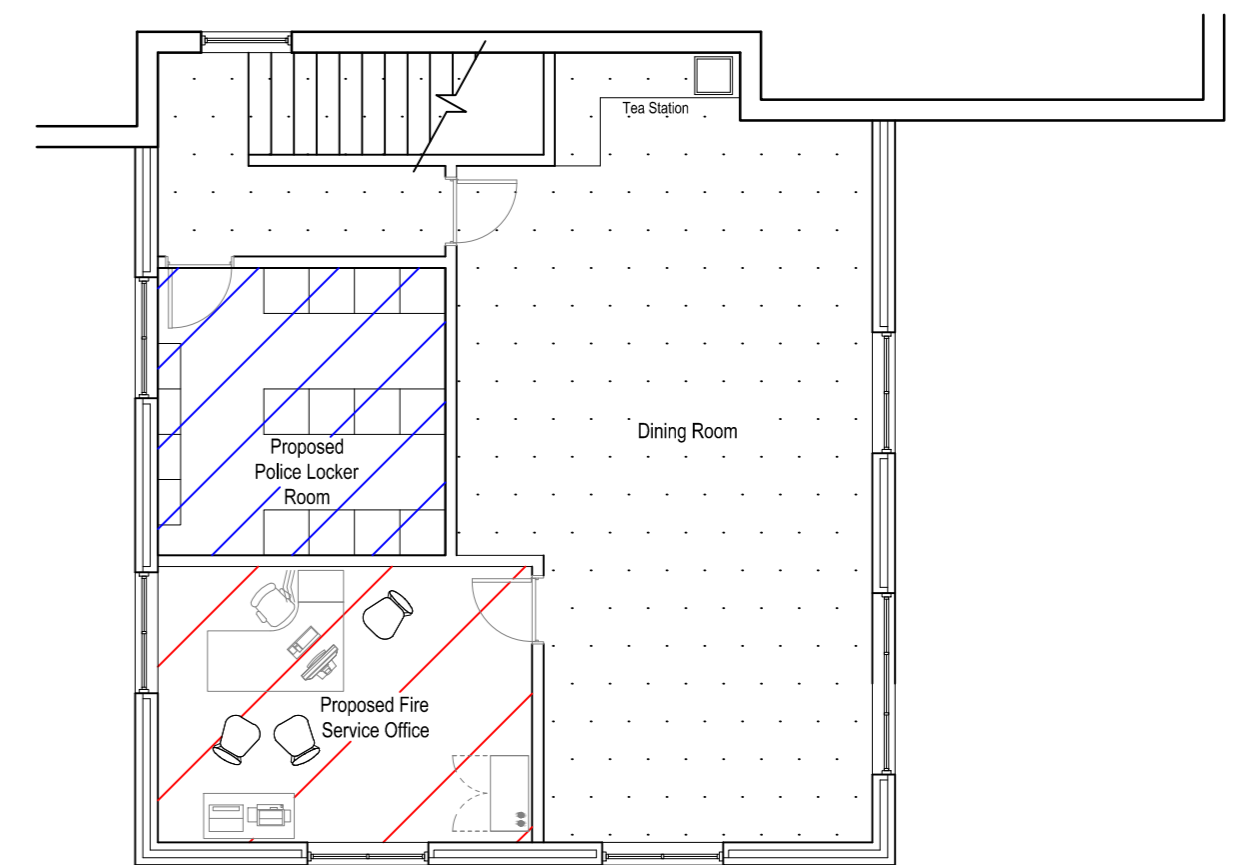 Tea Station
Dining Room
Proposed
Police Locker
Room
Proposed Fire
Service Office